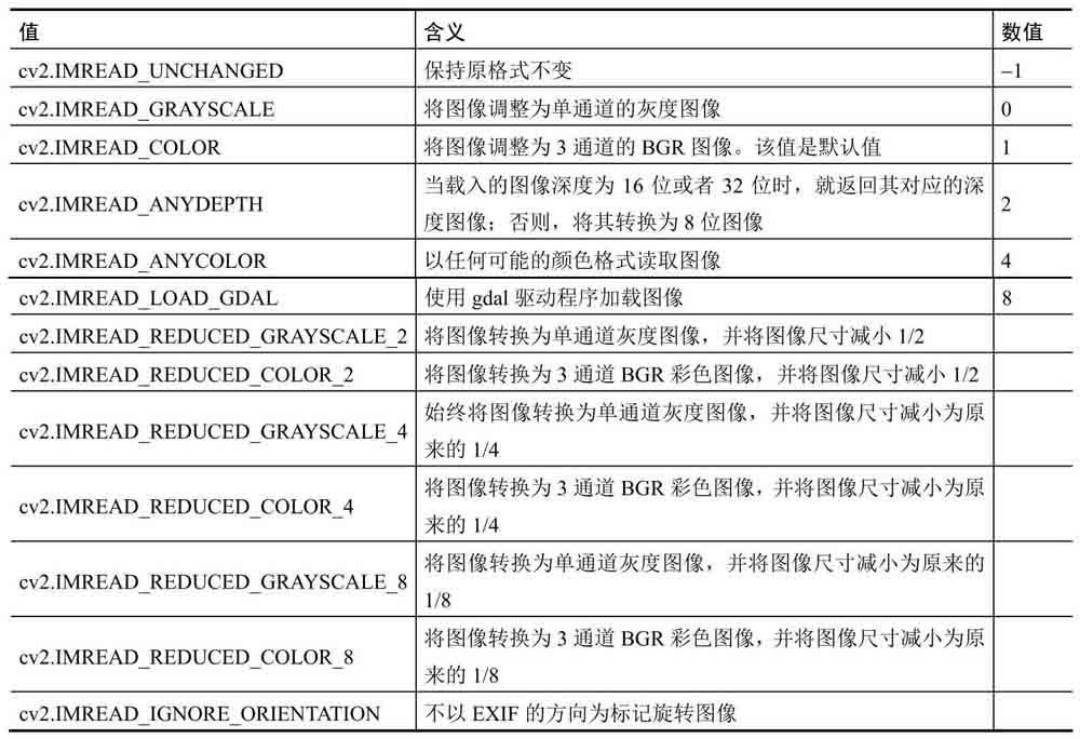 值 含义 数值
cv2.IMREAD_UNCHANGED 保持原格式不变 –1
cv2.IMREAD_GRAYSCALE 将图像调整为单通道的灰度图像 0
cv2.IMREAD_COLOR 将图像调整为 3 通道的 BGR 图像。该值是默认值 1
cv2.IMREAD_ANYDEPTH 当载入的图像深度为 16 位或者 32 位时，就返回其对应的深
度图像；否则，将其转换为 8 位图像 2
cv2.IMREAD_ANYCOLOR 以任何可能的颜色格式读取图像 4
cv2.IMREAD_LOAD_GDAL 使用 gdal 驱动程序加载图像 8
cv2.IMREAD_REDUCED_GRAYSCALE_2 将图像转换为单通道灰度图像，并将图像尺寸减小 1/2
cv2.IMREAD_REDUCED_COLOR_2 将图像转换为 3 通道 BGR 彩色图像，并将图像尺寸减小 1/2
cv2.IMREAD_REDUCED_GRAYSCALE_4 始终将图像转换为单通道灰度图像，并将图像尺寸减小为原
来的 1/4
cv2.IMREAD_REDUCED_COLOR_4 将图像转换为 3 通道 BGR 彩色图像，并将图像尺寸减小为原
来的 1/4
cv2.IMREAD_REDUCED_GRAYSCALE_8 将图像转换为单通道灰度图像，并将图像尺寸减小为原来的
1/8
cv2.IMREAD_REDUCED_COLOR_8 将图像转换为 3 通道 BGR 彩色图像，并将图像尺寸减小为原
来的 1/8
cv2.IMREAD_IGNORE_ORIENTATION 不以 EXIF 的方向为标记旋转图像